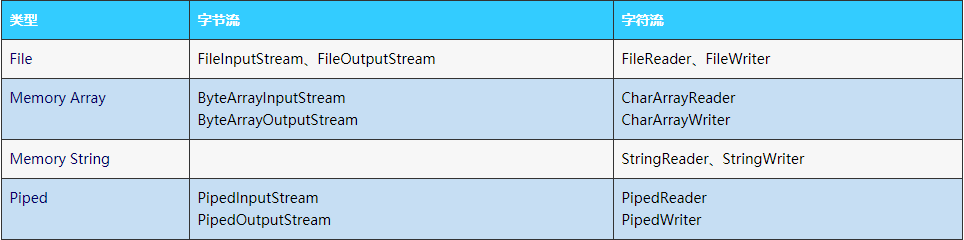 类型 字节流 字符流
File FileInputStream、FileOutputStream FileReader、FileWriter
Memory Array ByteArrayInputStream CharArrayReader
ByteArrayOutputStream CharArrayWriter
Memory String StringReader、StringWriter
Piped PipedInputStream PipedReader
PipedOutputStream PipedWriter